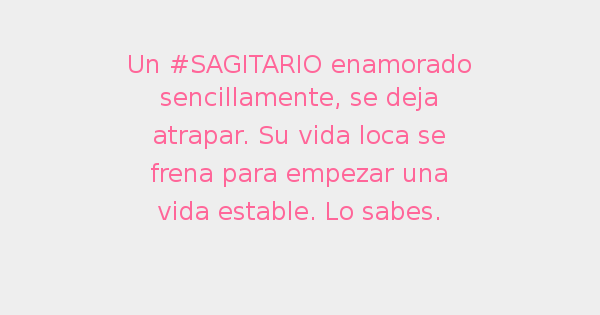 Un #SAGITARIO enamorado
sencillamente, se deja
atrapar. Su vida loca se
frena para empezar una
vida estable. Lo sabes.